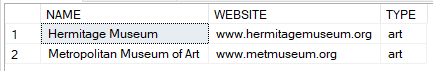 NAME WEBSITE TYPE
1 Hermitage Museum www.hermitagemuseum.org art
2 Metropolitan Museum of Art www.metmuseum.org art